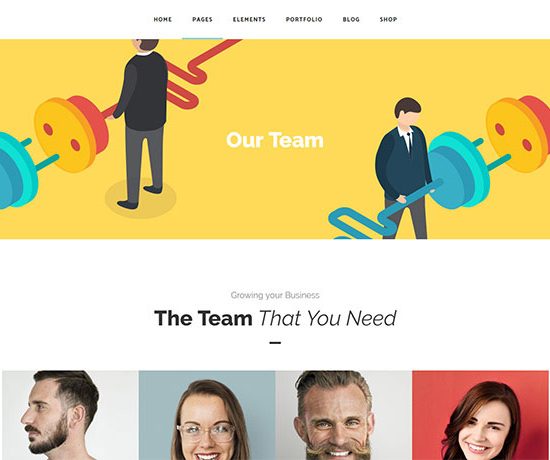 HOME PAGES ELEMENTS PORTFOLIO BLOG SHOP
Our Team
Growing your Business
The Team That You Need